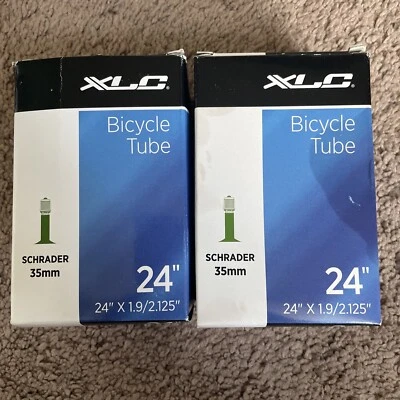 XLC
Bicycle
Tube
SCHRADER
35mm
24"
24" X 1.9/2.125"
XLC
Bicycle
Tube
SCHRADER
35mm
24"
24" X 1.9/2.125"